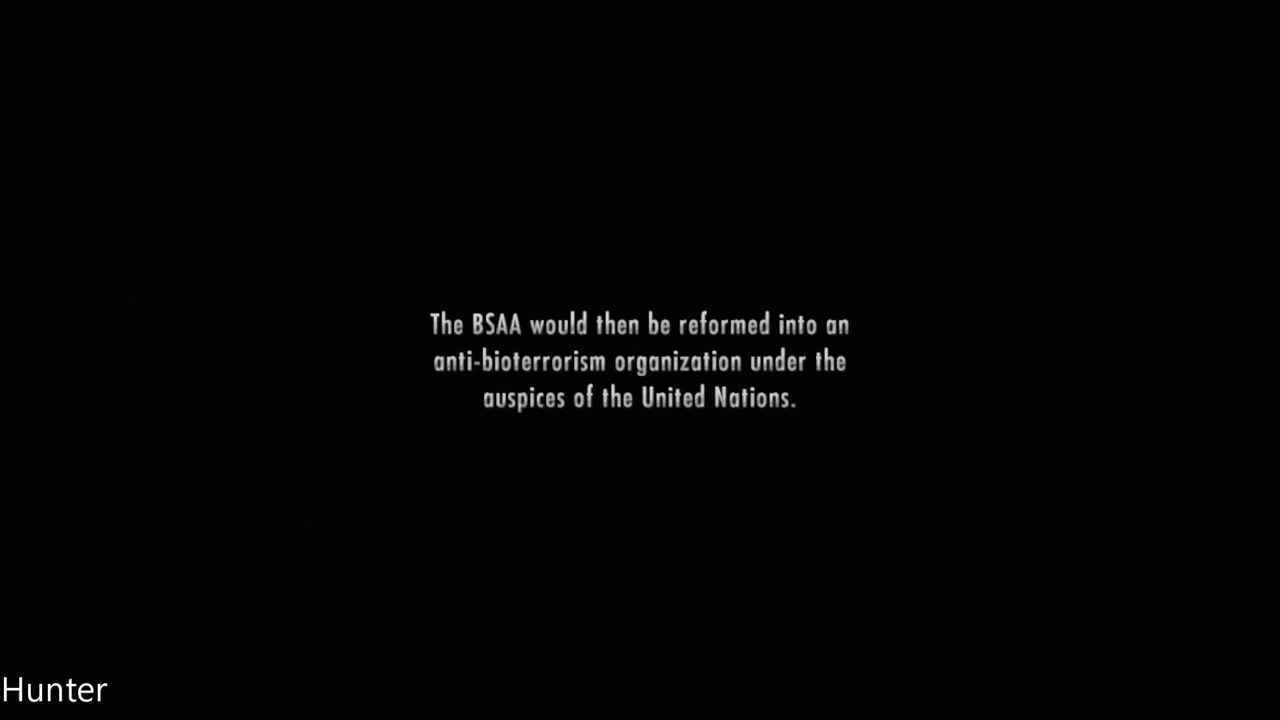 The BSAA would then be reformed into an
anti-bioterrorism organization under the
auspices of the United Nations.
Hunter